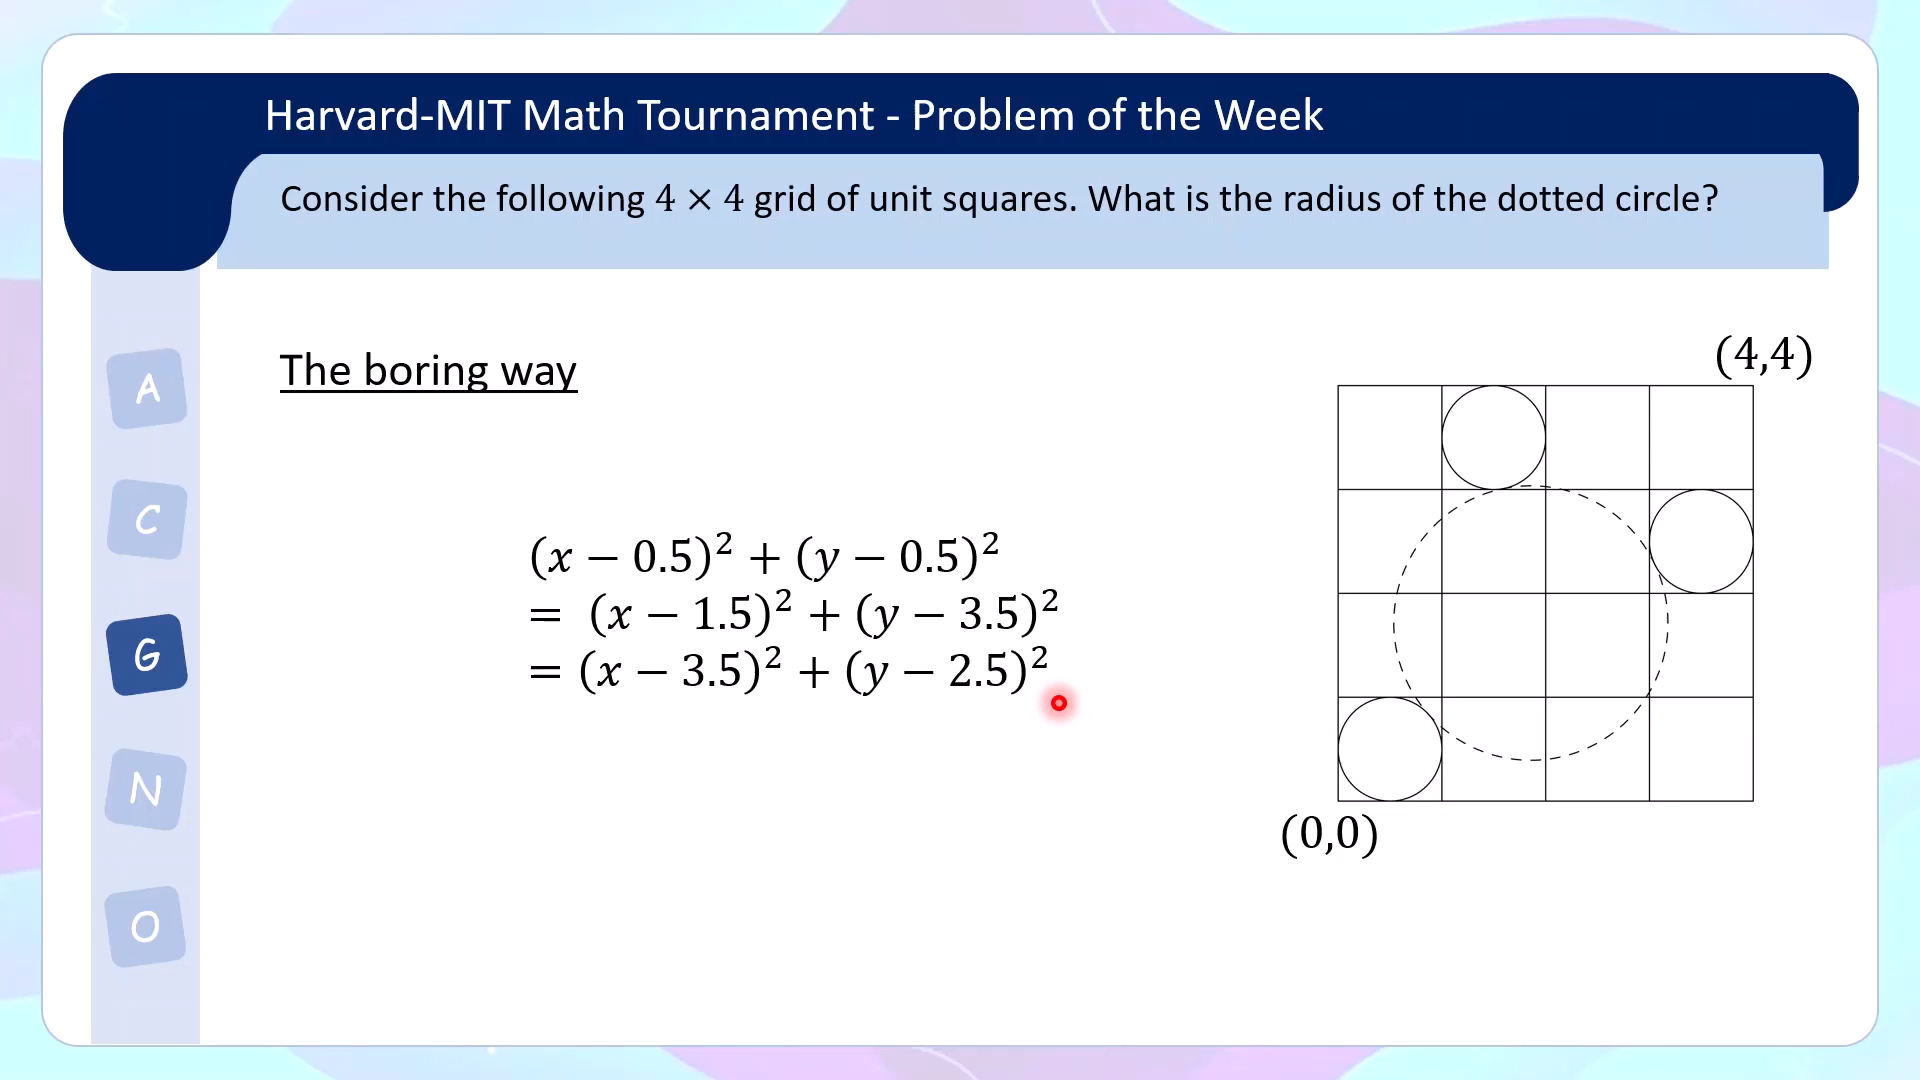 Harvard-MIT Math Tournament - Problem of the Week
Consider the following 4 × 4 grid of unit squares. What is the radius of the dotted circle?
The boring way
(4,4)
A
C
G
N
O
(x − 0.5)² + (y − 0.5)²
= (x − 1.5)² + (y − 3.5)²
= (x − 3.5)² + (y − 2.5)²
(0,0)